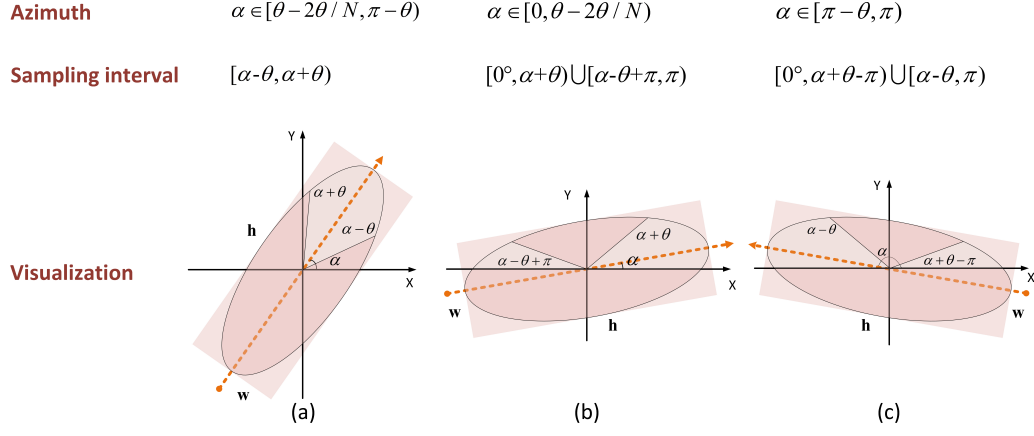 Azimuth α∈[θ−2θ/N,π−θ) α∈[0,θ−2θ/N) α∈[π−θ,π)
Sampling interval [α-θ,α+θ) [0°,α+θ)⋃[α-θ+π,π) [0°,α+θ-π)⋃[α-θ,π)
Visualization
Y
α+θ
α−θ
h
α
X
w
(a)
Y
α+θ
α−θ+π
α
X
w
h
(b)
Y
α−θ
α
α+θ−π
X
w
h
(c)